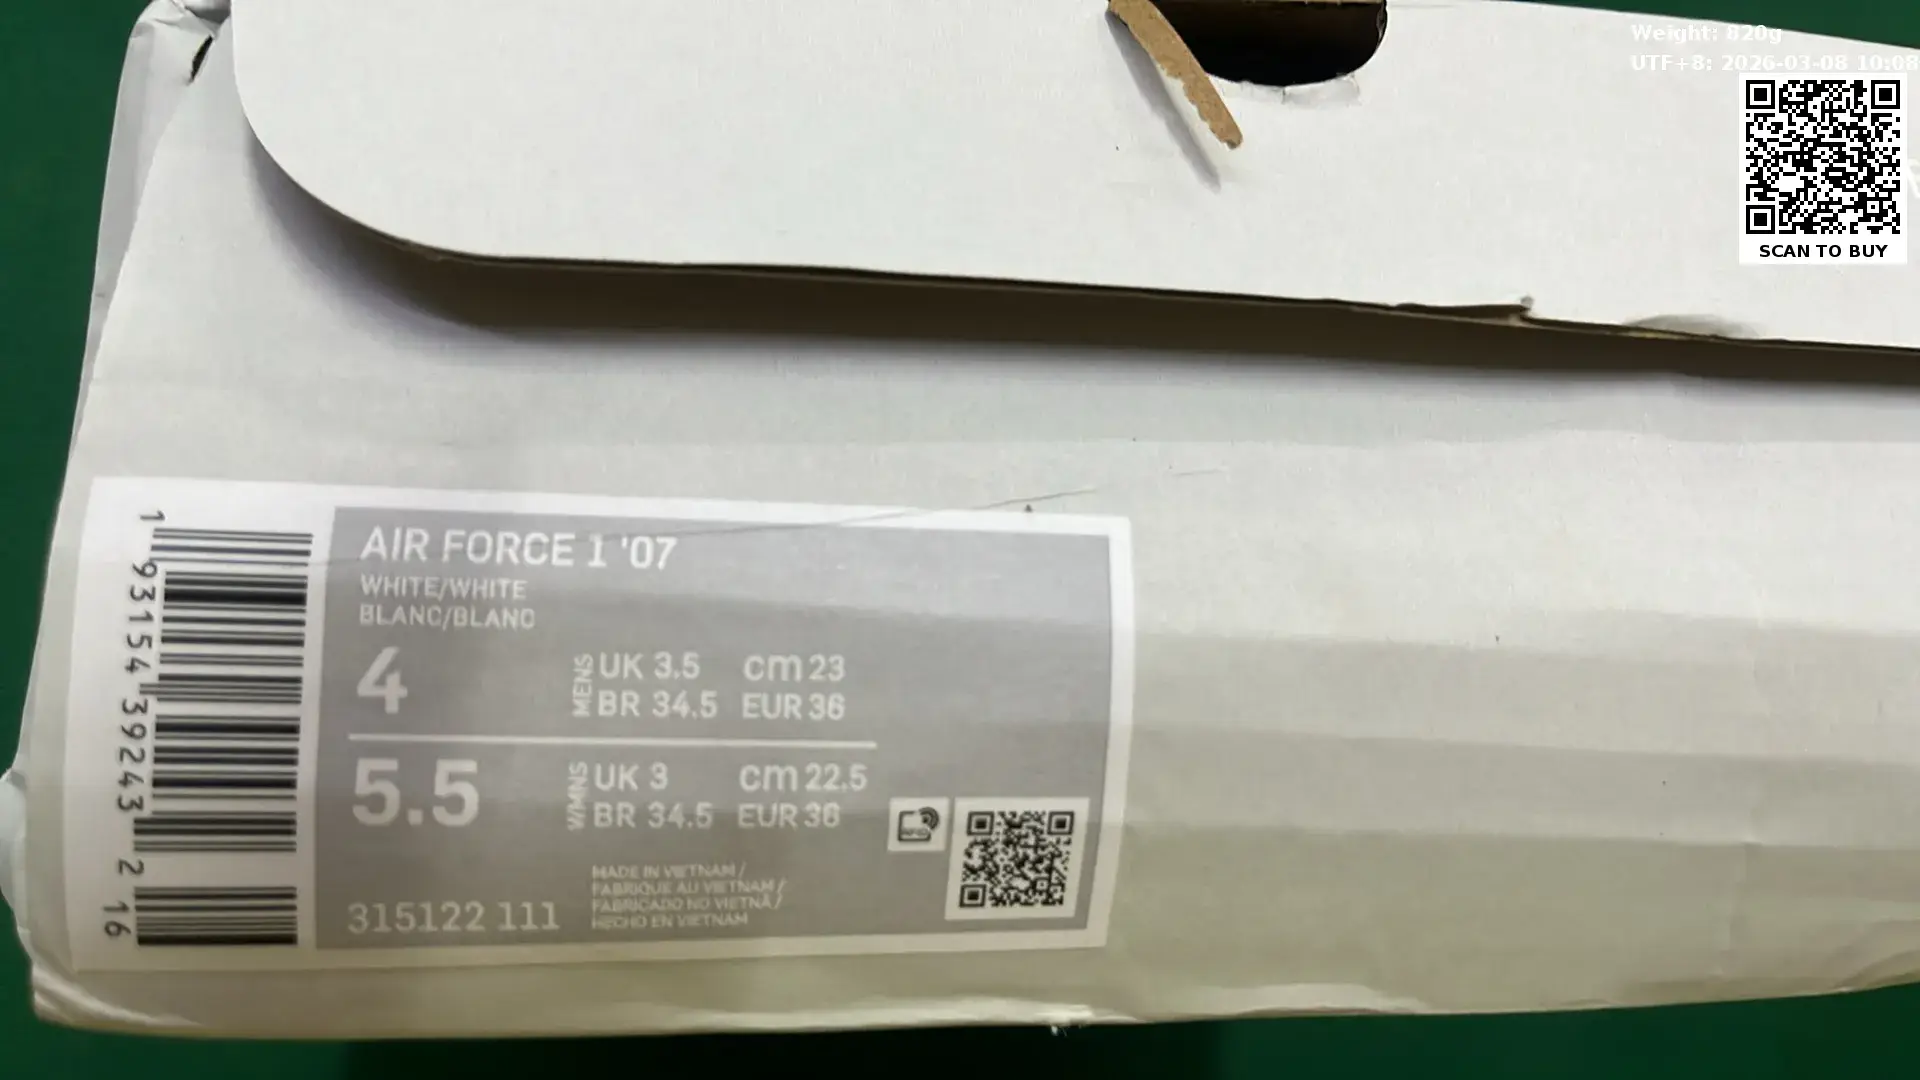 Weight: 820g
UTF+8: 2026-03-08 10:08
SCAN TO BUY
AIR FORCE 1 '07
WHITE/WHITE
BLANC/BLANC
4
MENS
UK 3.5 cm 23
BR 34.5 EUR 36
5.5
W/MNS
UK 3 cm 22.5
BR 34.5 EUR 36
RFID
315122 111
MADE IN VIETNAM /
FABRIQUE AU VIETNAM /
FABRICADO NO VIETNÃ /
HECHO EN VIETNAM
1 93154 39243 2 16